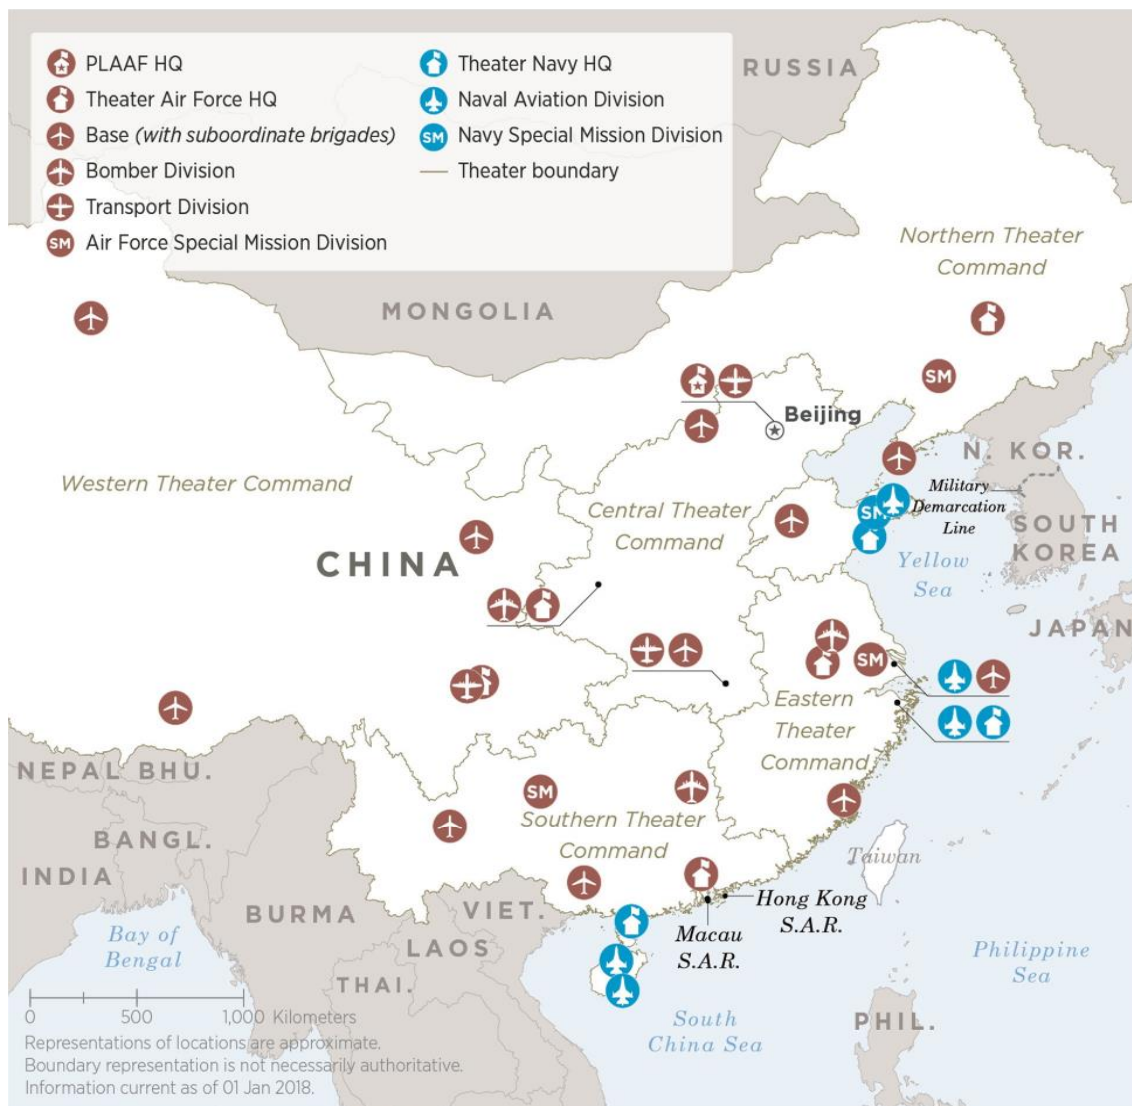 PLAAF HQ
Theater Air Force HQ
Base (with suboordinate brigades)
Bomber Division
Transport Division
SM Air Force Special Mission Division
Theater Navy HQ
Naval Aviation Division
SM Navy Special Mission Division
Theater boundary
RUSSIA
Northern Theater
Command
MONGOLIA
SM
Beijing
N. KOR.
Western Theater Command
Military
Demarcation
Line
Central Theater
Command
SM
SOUTH
KOREA
CHINA
Yellow
Sea
JAPAN
SM
Eastern
Theater
Command
NEPAL
BHU.
SM
Southern Theater
Command
BANGL.
Taiwan
INDIA
BURMA
VIET.
Hong Kong
S.A.R.
Macau
S.A.R.
Bay of
Bengal
LAOS
Philippine
Sea
THAI.
0 500 1,000 Kilometers
South
China Sea
PHIL.
Representations of locations are approximate.
Boundary representation is not necessarily authoritative.
Information current as of 01 Jan 2018.